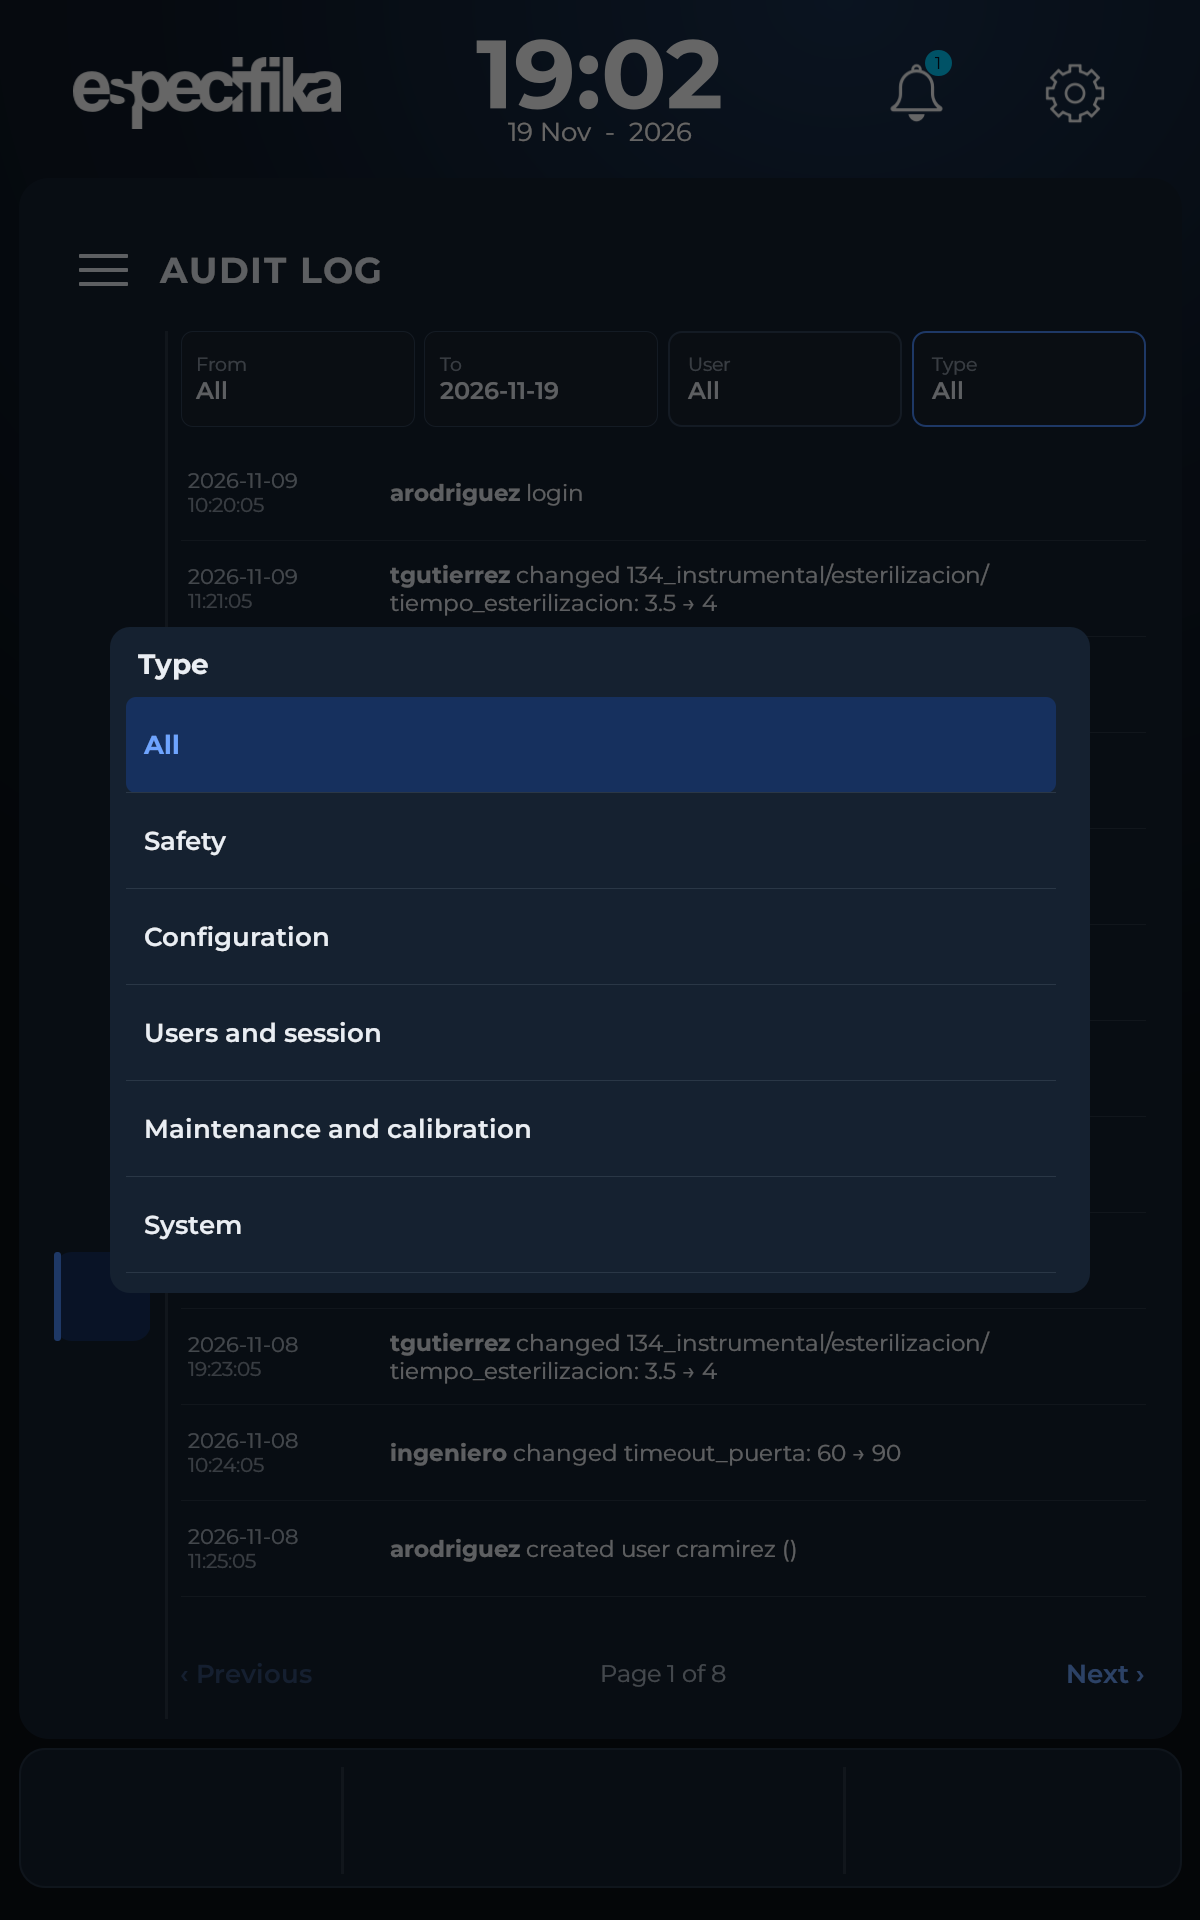 especifika
19:02
19 Nov - 2026
1
AUDIT LOG
From
All
To
2026-11-19
User
All
Type
All
2026-11-09
10:20:05
arodriguez login
2026-11-09
11:21:05
tgutierrez changed 134_instrumental/esterilizacion/
tiempo_esterilizacion: 3.5 → 4
Type
All
Safety
Configuration
Users and session
Maintenance and calibration
System
2026-11-08
19:23:05
tgutierrez changed 134_instrumental/esterilizacion/
tiempo_esterilizacion: 3.5 → 4
2026-11-08
10:24:05
ingeniero changed timeout_puerta: 60 → 90
2026-11-08
11:25:05
arodriguez created user cramirez ()
‹ Previous
Page 1 of 8
Next ›